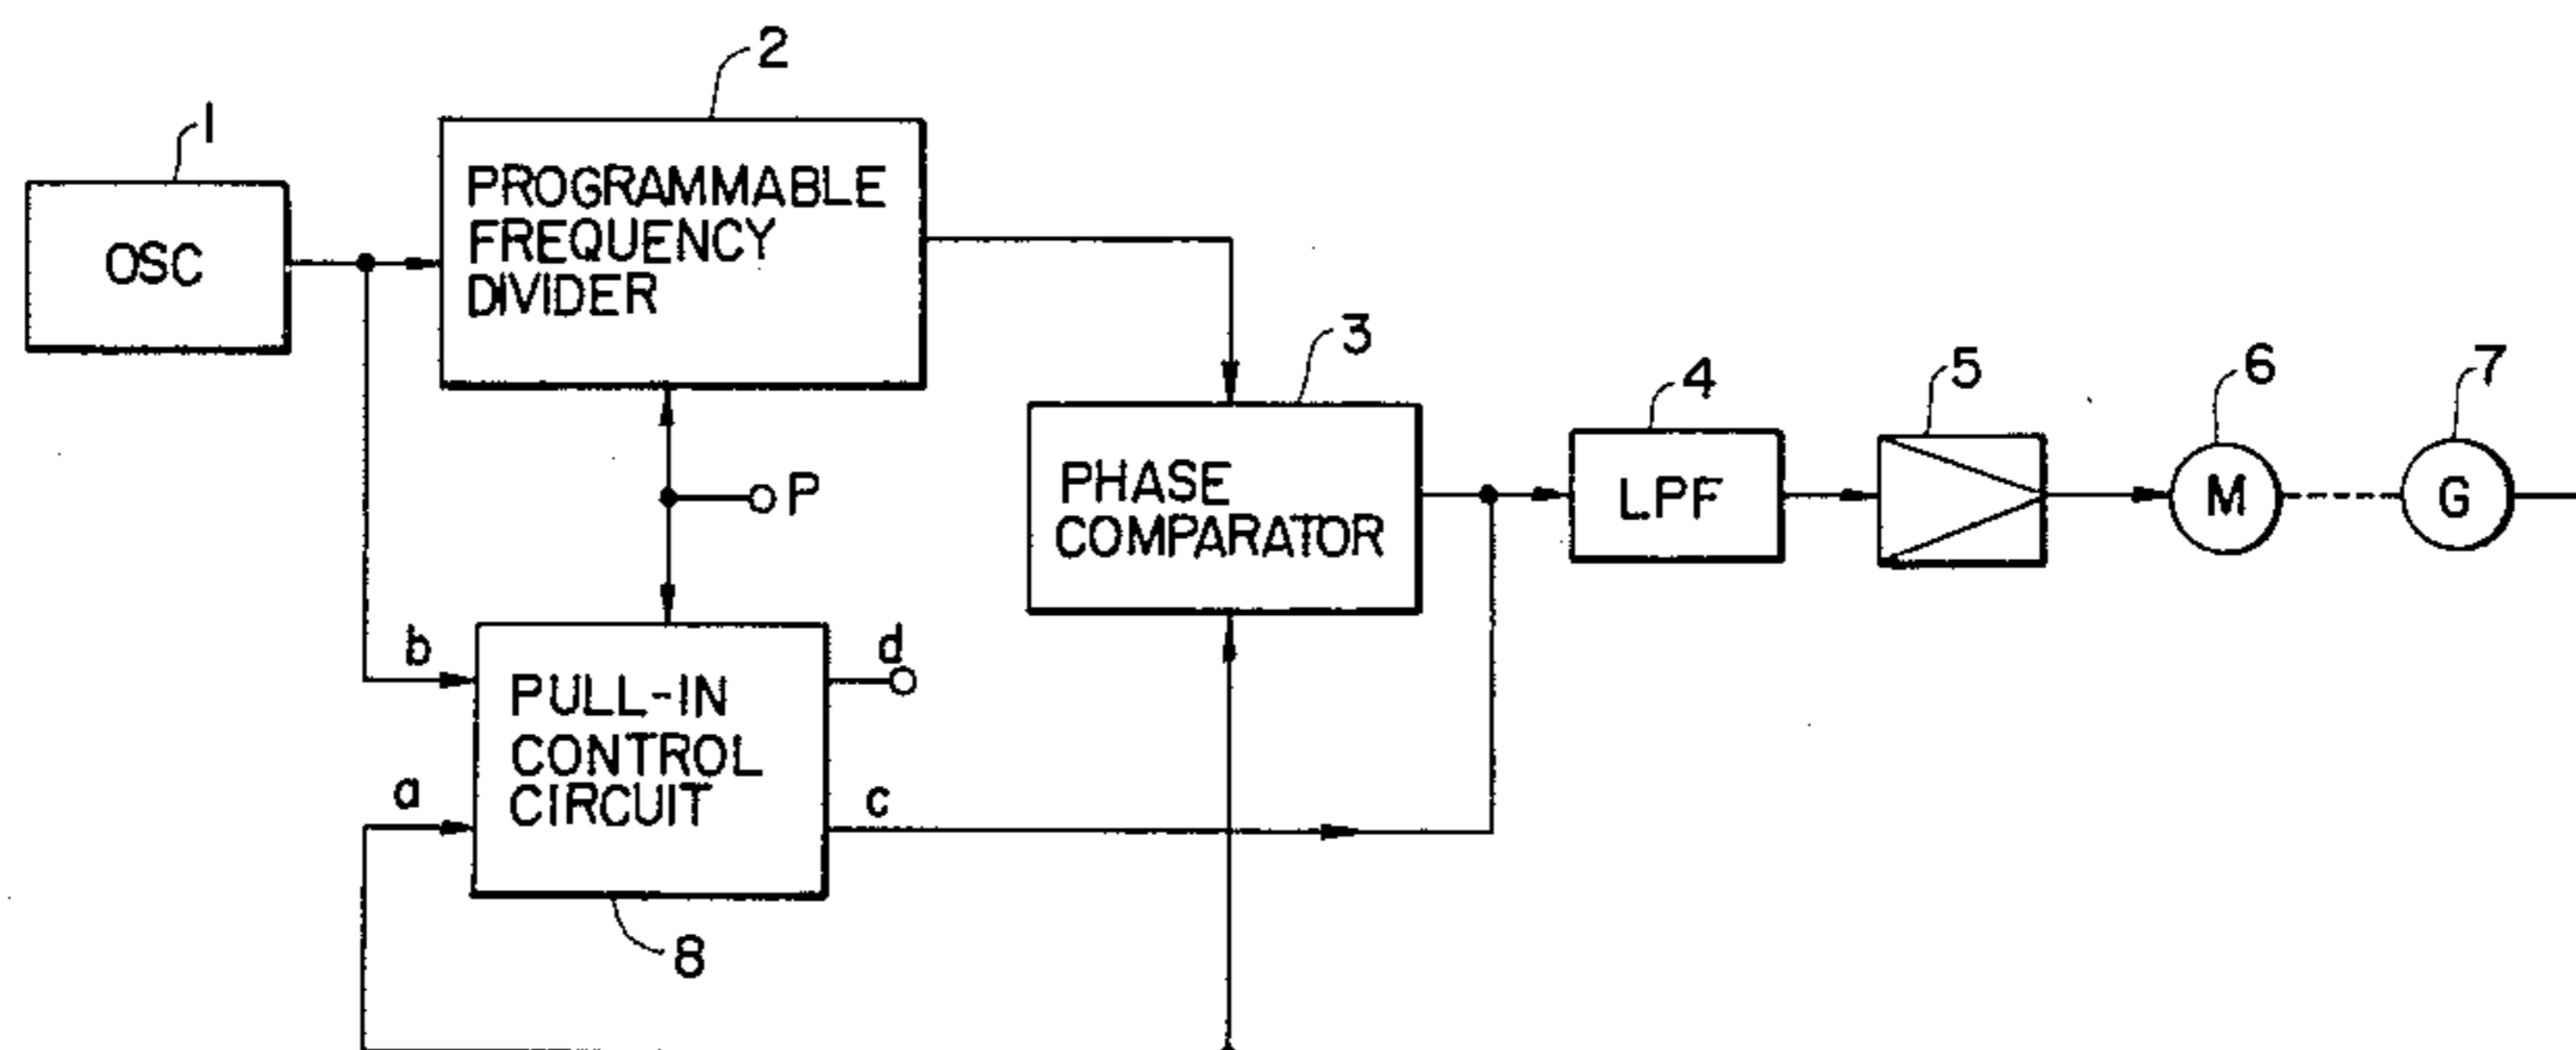 1
2
OSC
PROGRAMMABLE
FREQUENCY
DIVIDER
3
4
5
6
7
P
PHASE
COMPARATOR
LPF
M
G
b
d
PULL-IN
CONTROL
CIRCUIT
a
c
8